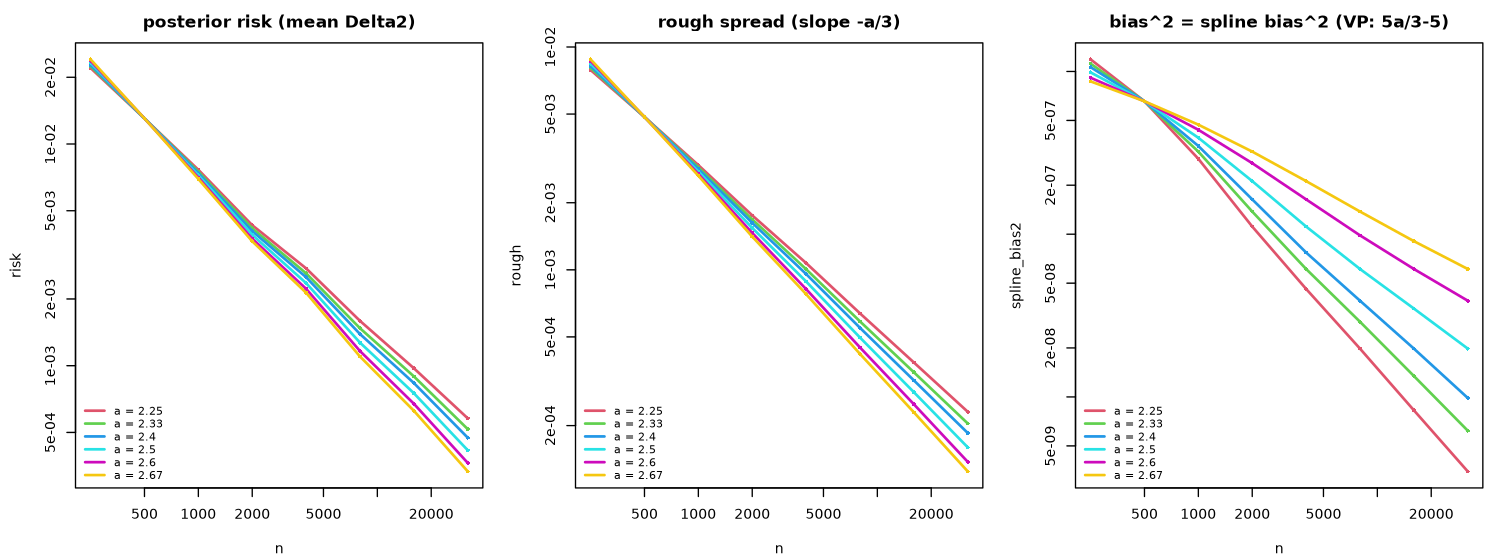 posterior risk (mean Delta2)
risk
2e-02
1e-02
5e-03
2e-03
1e-03
5e-04
a = 2.25
a = 2.33
a = 2.4
a = 2.5
a = 2.6
a = 2.67
500 1000 2000 5000 20000
n
rough spread (slope -a/3)
rough
1e-02
5e-03
2e-03
1e-03
5e-04
2e-04
a = 2.25
a = 2.33
a = 2.4
a = 2.5
a = 2.6
a = 2.67
500 1000 2000 5000 20000
n
bias^2 = spline bias^2 (VP: 5a/3-5)
spline_bias2
5e-07
2e-07
5e-08
2e-08
5e-09
a = 2.25
a = 2.33
a = 2.4
a = 2.5
a = 2.6
a = 2.67
500 1000 2000 5000 20000
n